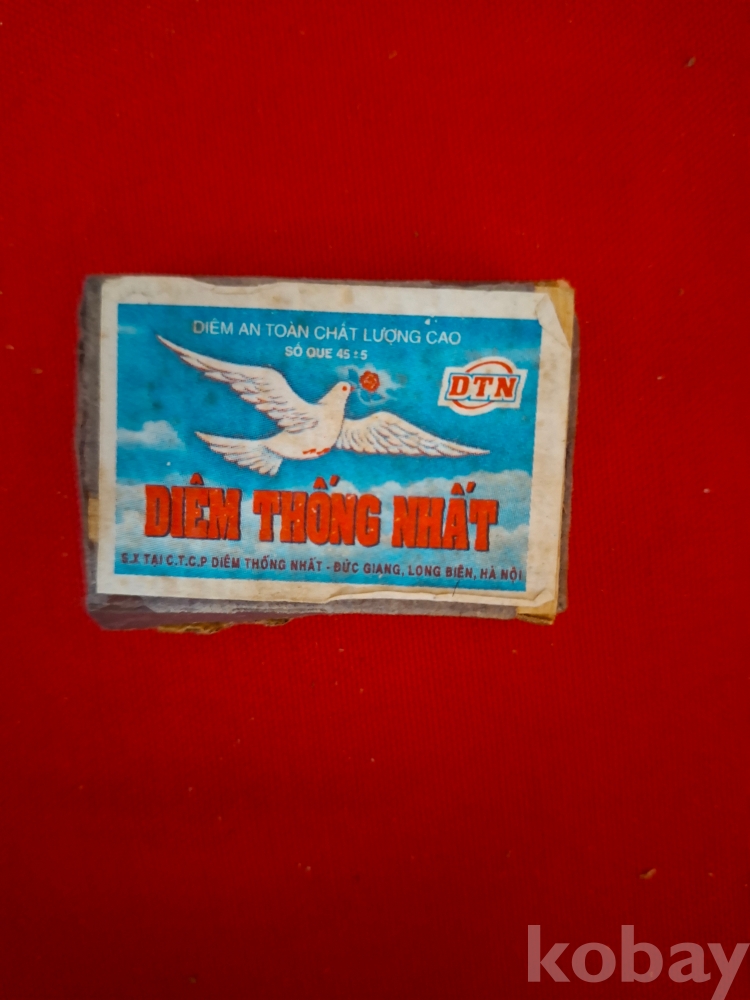 DIÊM AN TOÀN CHẤT LƯỢNG CAO
SỐ QUE 45 ± 5
DTN
DIÊM THỐNG NHẤT
S.X TẠI C.T.C.P DIÊM THỐNG NHẤT - ĐỨC GIANG, LONG BIÊN, HÀ NỘI
kobay